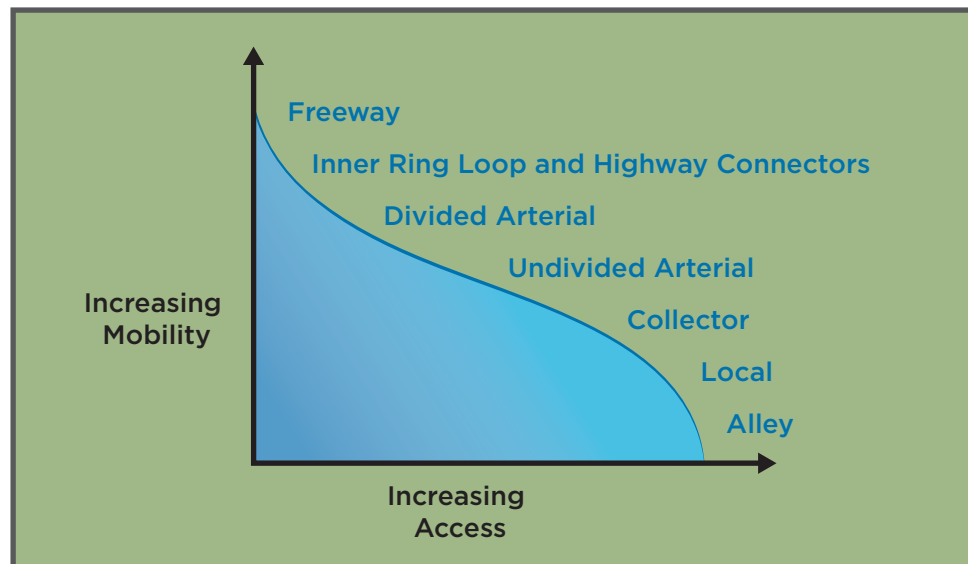 Freeway
Inner Ring Loop and Highway Connectors
Divided Arterial
Undivided Arterial
Increasing
Mobility
Collector
Local
Alley
Increasing
Access